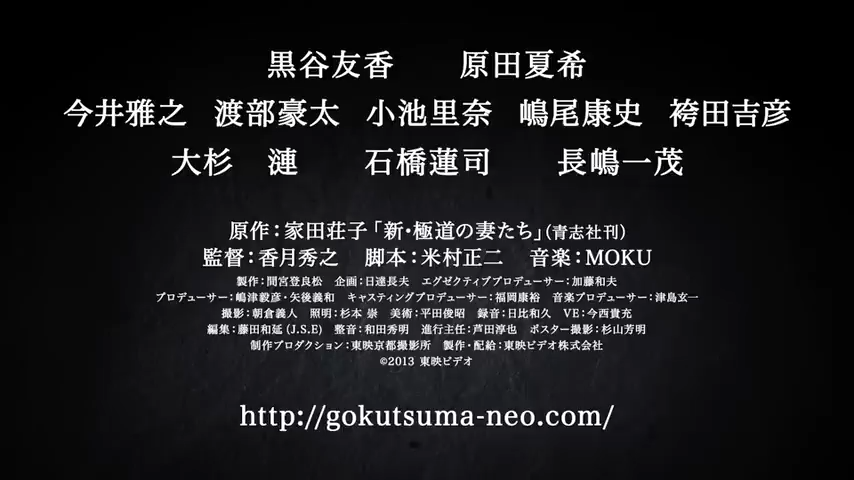 黒谷友香　原田夏希
今井雅之　渡部豪太　小池里奈　嶋尾康史　袴田吉彦
大杉　漣　石橋蓮司　長嶋一茂
原作：家田荘子「新・極道の妻たち」（青志社刊）
監督：香月秀之　脚本：米村正二　音楽：MOKU
製作：間宮登良松　企画：日達長夫　エグゼクティブプロデューサー：加藤和夫
プロデューサー：嶋津毅彦・矢後義和　キャスティングプロデューサー：福岡康裕　音楽プロデューサー：津島玄一
撮影：朝倉義人　照明：杉本 崇　美術：平田俊昭　録音：日比和久　VE：今西貴充
編集：藤田和延（J.S.E）　整音：和田秀明　進行主任：芦田淳也　ポスター撮影：杉山芳明
制作プロダクション：東映京都撮影所　製作・配給：東映ビデオ株式会社
©2013 東映ビデオ
http://gokutsuma-neo.com/